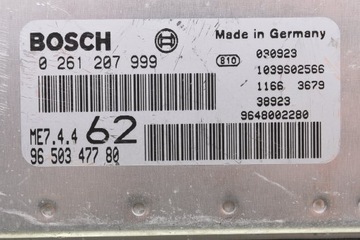 BOSCH
Made in Germany
0 261 207 999
810
030923
1039S02566
1166 3679
38923
9648002280
ME7.4.4 62
96 503 477 80